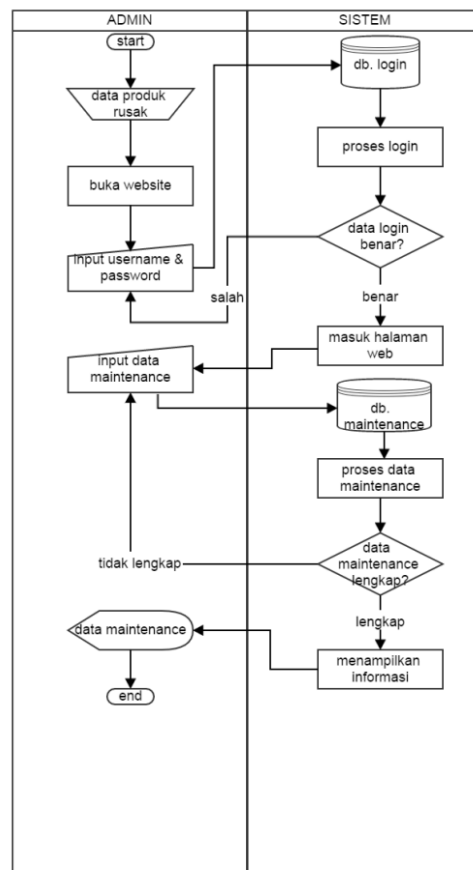 ADMIN
SISTEM
start
db. login
data produk
rusak
proses login
buka website
data login
benar?
input username &
password
salah
benar
masuk halaman
web
input data
maintenance
db.
maintenance
proses data
maintenance
data
maintenance
lengkap?
tidak lengkap
lengkap
data maintenance
menampilkan
informasi
end